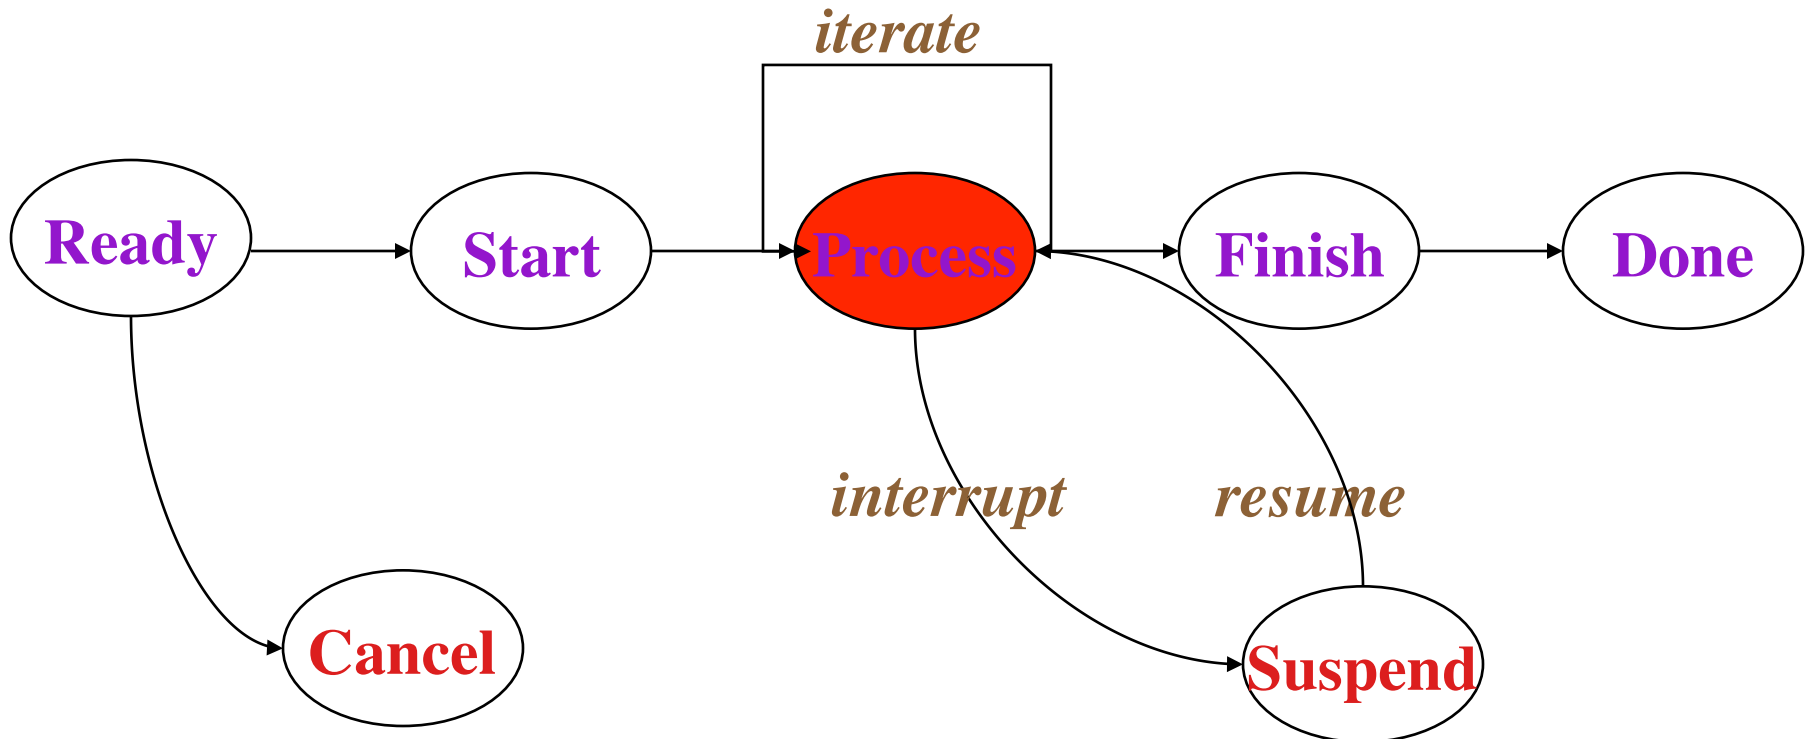 iterate
Ready
Start
Process
Finish
Done
interrupt
resume
Cancel
Suspend